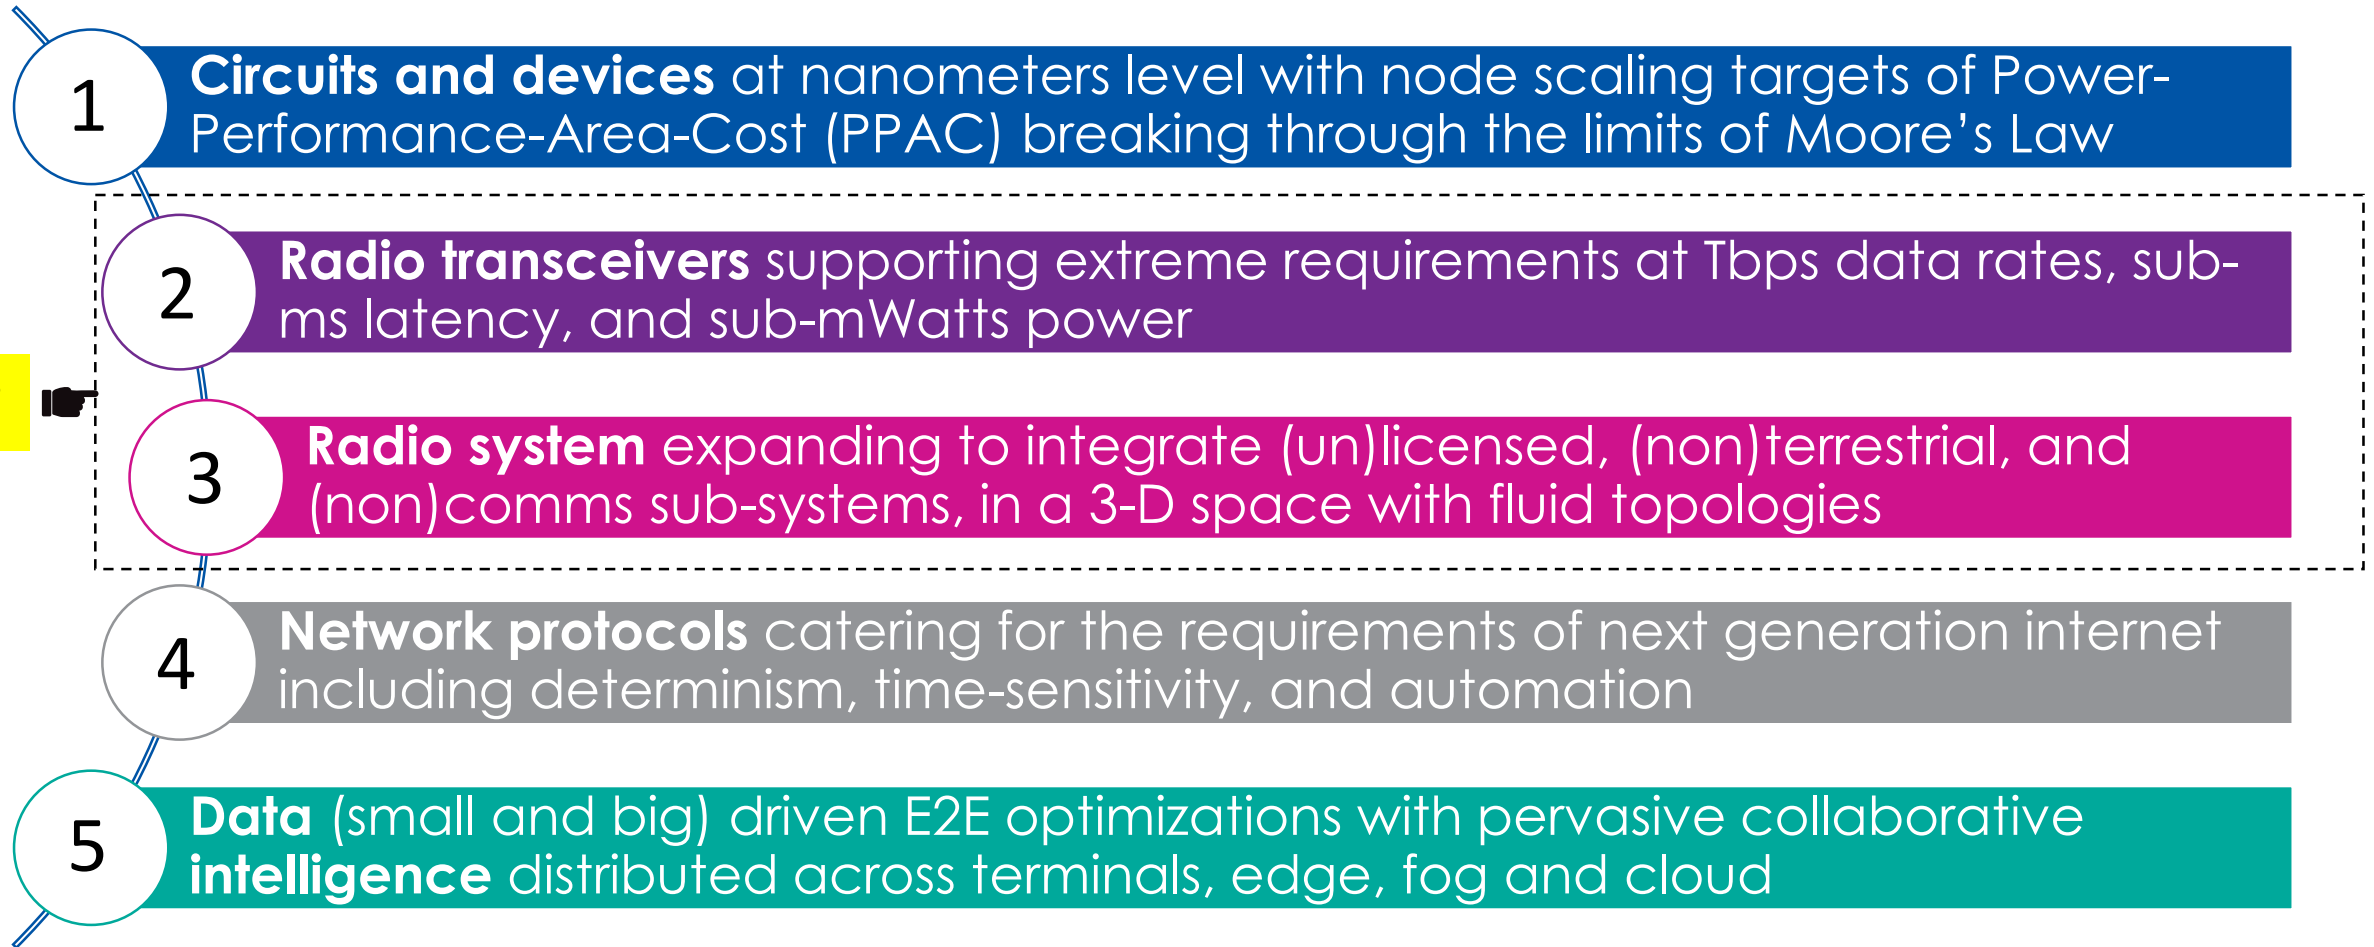 1
Circuits and devices at nanometers level with node scaling targets of Power-
Performance-Area-Cost (PPAC) breaking through the limits of Moore’s Law
2
Radio transceivers supporting extreme requirements at Tbps data rates, sub-
ms latency, and sub-mWatts power
3
Radio system expanding to integrate (un)licensed, (non)terrestrial, and
(non)comms sub-systems, in a 3-D space with fluid topologies
4
Network protocols catering for the requirements of next generation internet
including determinism, time-sensitivity, and automation
5
Data (small and big) driven E2E optimizations with pervasive collaborative
intelligence distributed across terminals, edge, fog and cloud